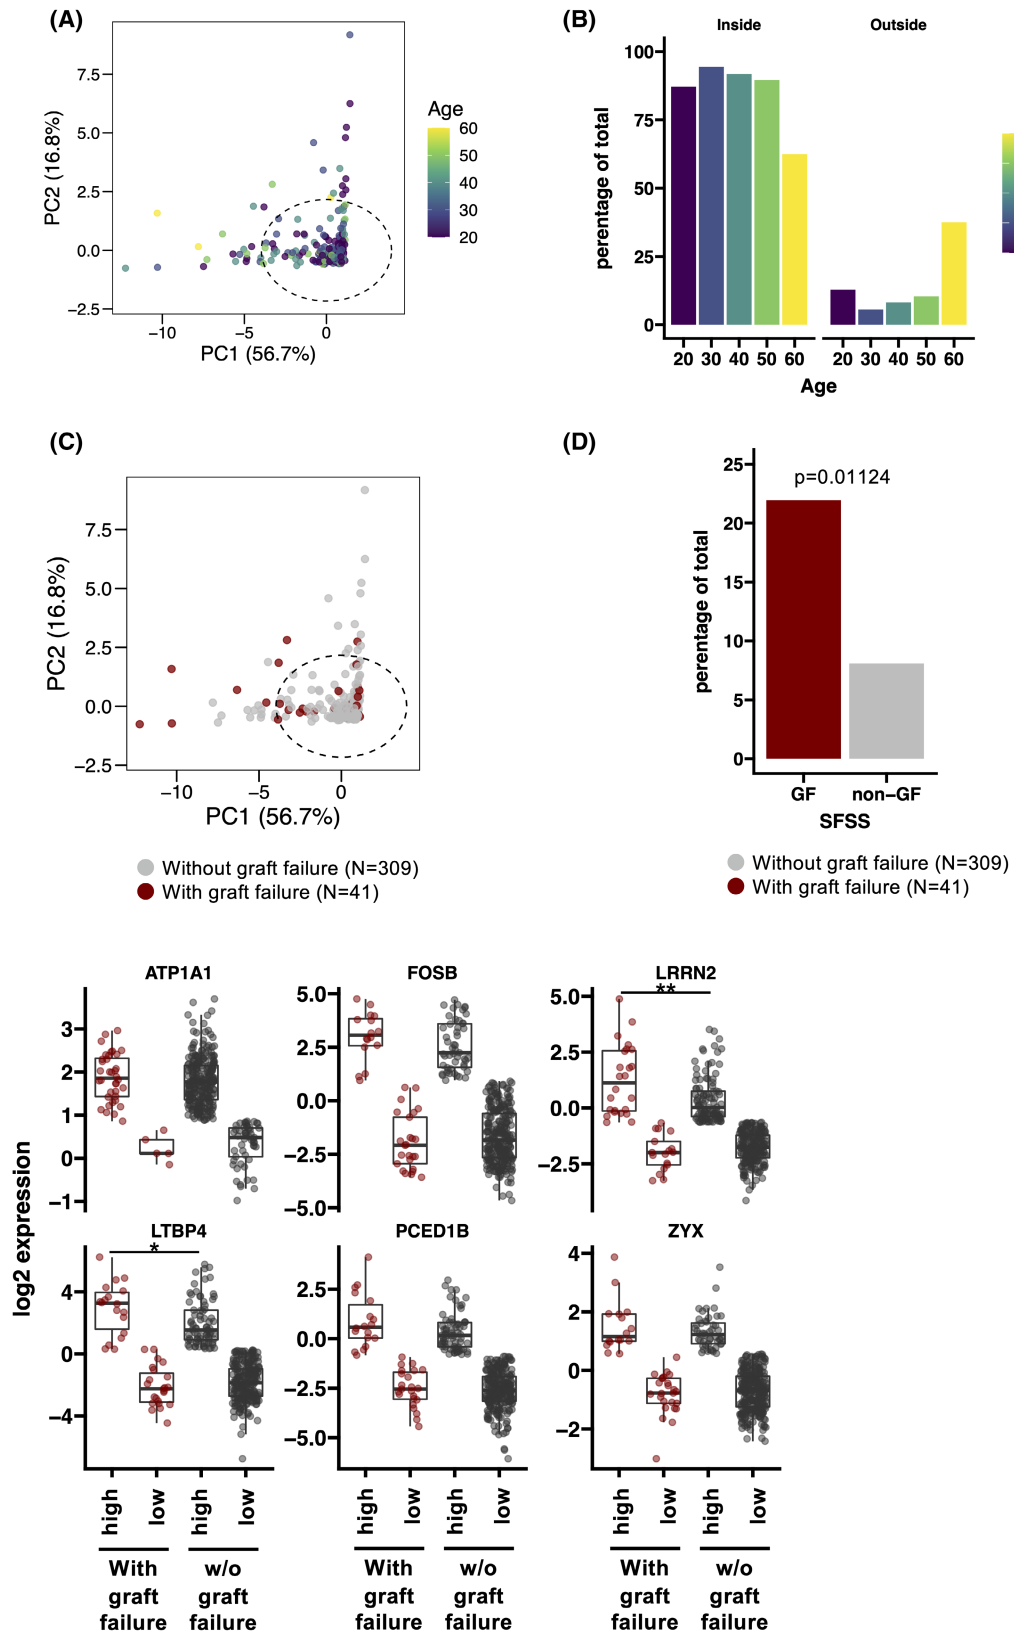 (A)
7.5
5.0
2.5
0.0
−2.5
−10
−5
0
PC1 (56.7%)
PC2 (16.8%)
Age
60
50
40
30
20
(B)
Inside
Outside
100
75
50
25
0
perentage of total
20 30 40 50 60
20 30 40 50 60
Age
(C)
7.5
5.0
2.5
0.0
−2.5
−10
−5
0
PC1 (56.7%)
PC2 (16.8%)
Without graft failure (N=309)
With graft failure (N=41)
(D)
p=0.01124
25
20
15
10
5
0
perentage of total
GF
non−GF
SFSS
Without graft failure (N=309)
With graft failure (N=41)
log2 expression
ATP1A1
3
2
1
0
−1
FOSB
5.0
2.5
0.0
−2.5
−5.0
LRRN2
**
5.0
2.5
0.0
−2.5
LTBP4
*
4
0
−4
PCED1B
2.5
0.0
−2.5
−5.0
ZYX
4
2
0
−2
high
low
high
low
With
graft
failure
w/o
graft
failure
high
low
high
low
With
graft
failure
w/o
graft
failure
high
low
high
low
With
graft
failure
w/o
graft
failure